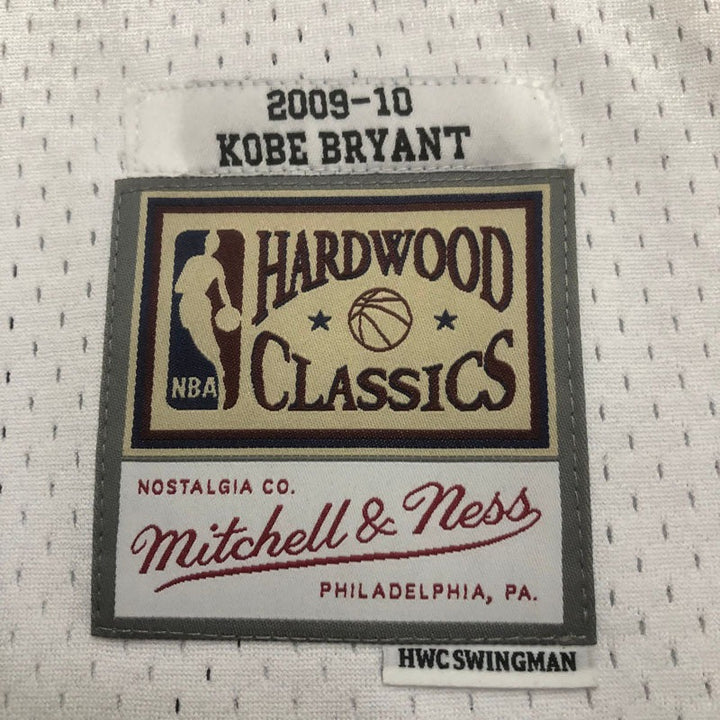 2009-10
KOBE BRYANT
HARDWOOD
NBA
CLASSICS
NOSTALGIA CO.
Mitchell & Ness
PHILADELPHIA, PA.
HWC SWINGMAN